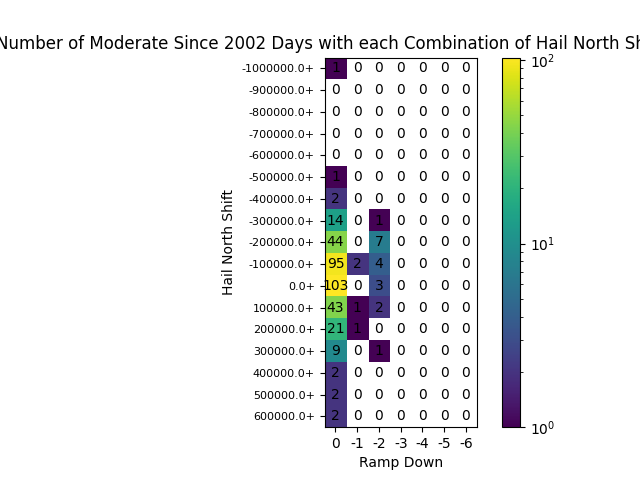 Number of Moderate Since 2002 Days with each Combination of Hail North
Hail North Shift
-1000000.0+ 1 0 0 0 0 0 0
-900000.0+ 0 0 0 0 0 0 0
-800000.0+ 0 0 0 0 0 0 0
-700000.0+ 0 0 0 0 0 0 0
-600000.0+ 0 0 0 0 0 0 0
-500000.0+ 1 0 0 0 0 0 0
-400000.0+ 2 0 0 0 0 0 0
-300000.0+ 14 0 1 0 0 0 0
-200000.0+ 44 0 7 0 0 0 0
-100000.0+ 95 2 4 0 0 0 0
0.0+ 103 0 3 0 0 0 0
100000.0+ 43 1 2 0 0 0 0
200000.0+ 21 1 0 0 0 0 0
300000.0+ 9 0 1 0 0 0 0
400000.0+ 2 0 0 0 0 0 0
500000.0+ 2 0 0 0 0 0 0
600000.0+ 2 0 0 0 0 0 0
0 -1 -2 -3 -4 -5 -6
Ramp Down
10²
10¹
10⁰